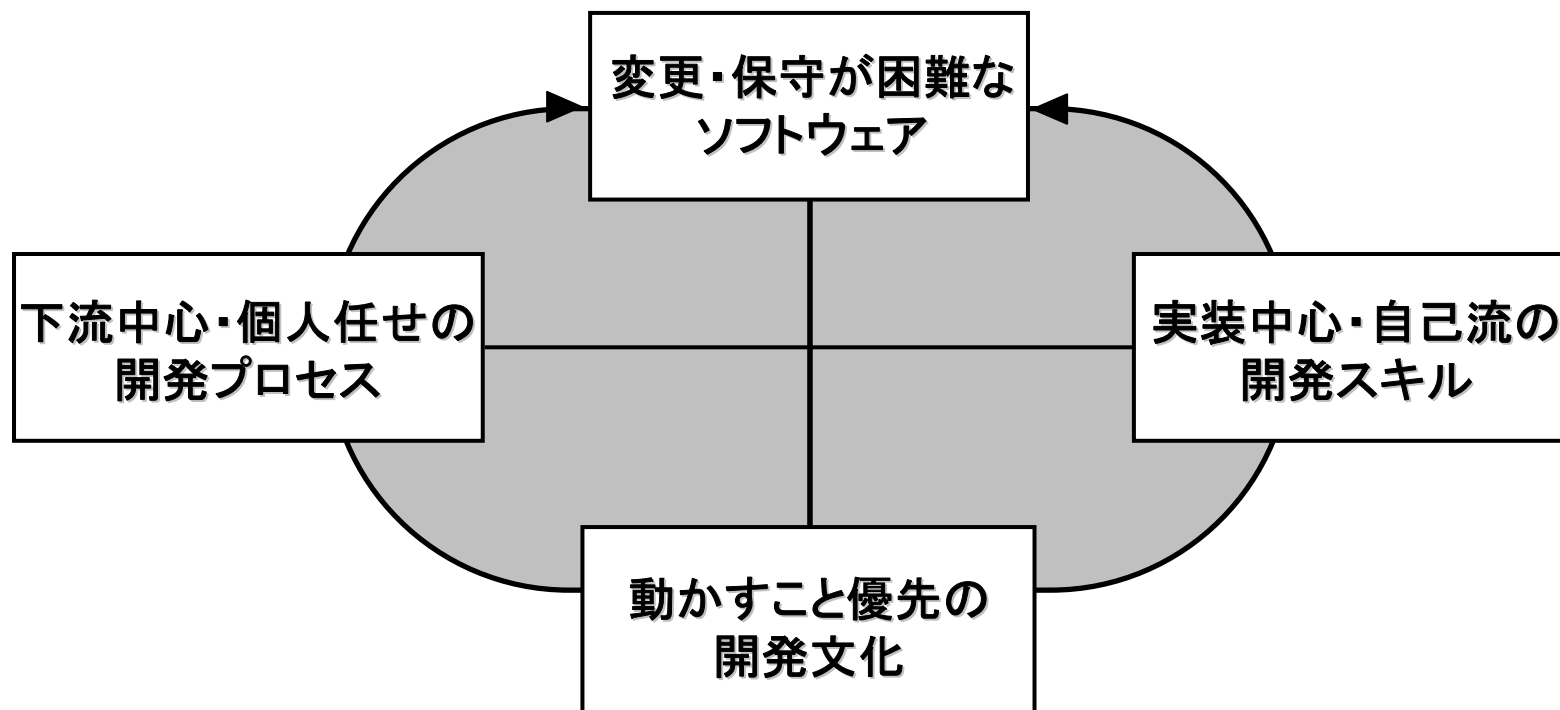 変更・保守が困難な
ソフトウェア
下流中心・個人任せの
開発プロセス
実装中心・自己流の
開発スキル
動かすこと優先の
開発文化